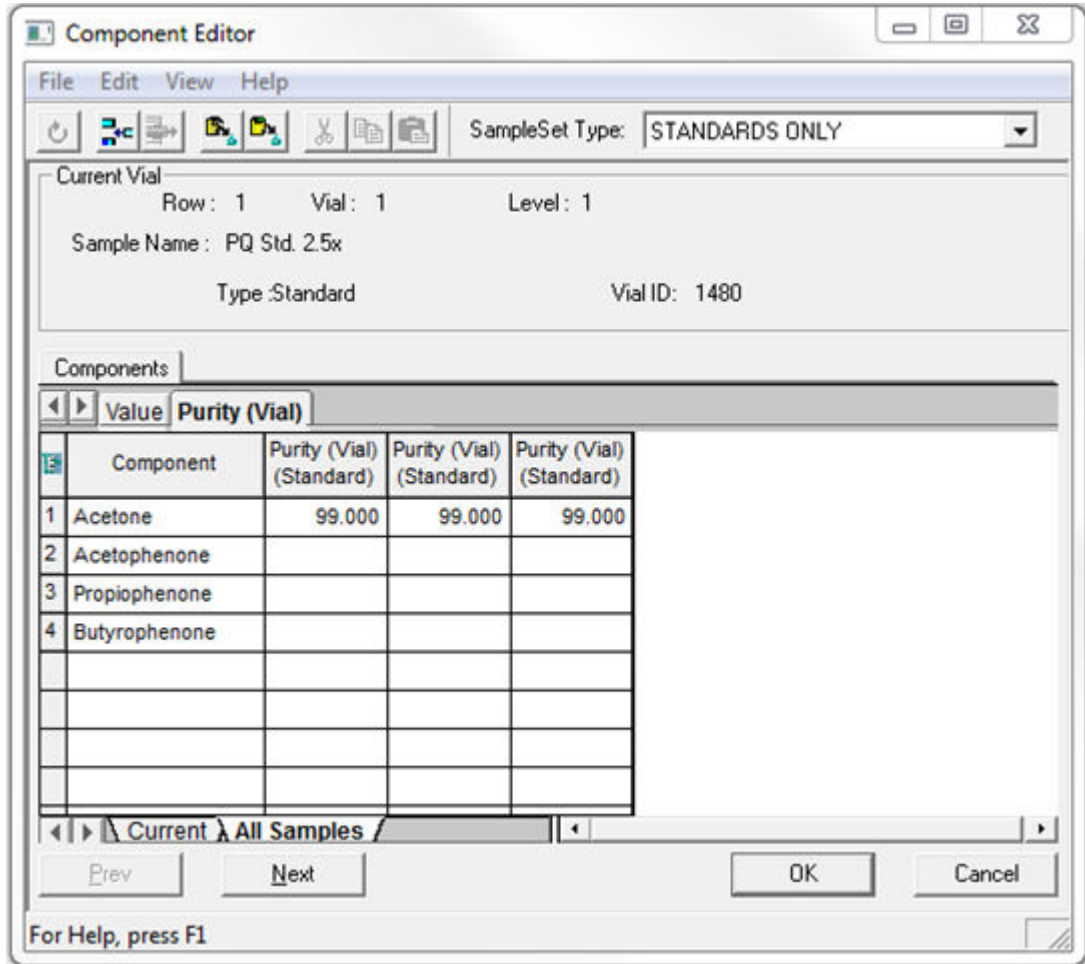 Component Editor
File Edit View Help
SampleSet Type: STANDARDS ONLY
Current Vial
Row: 1 Vial: 1 Level: 1
Sample Name: PQ Std. 2.5x
Type :Standard Vial ID: 1480
Components
Value Purity (Vial)
Component Purity (Vial) (Standard) Purity (Vial) (Standard) Purity (Vial) (Standard)
1 Acetone 99.000 99.000 99.000
2 Acetophenone
3 Propiophenone
4 Butyrophenone
Current All Samples
Prev Next OK Cancel
For Help, press F1